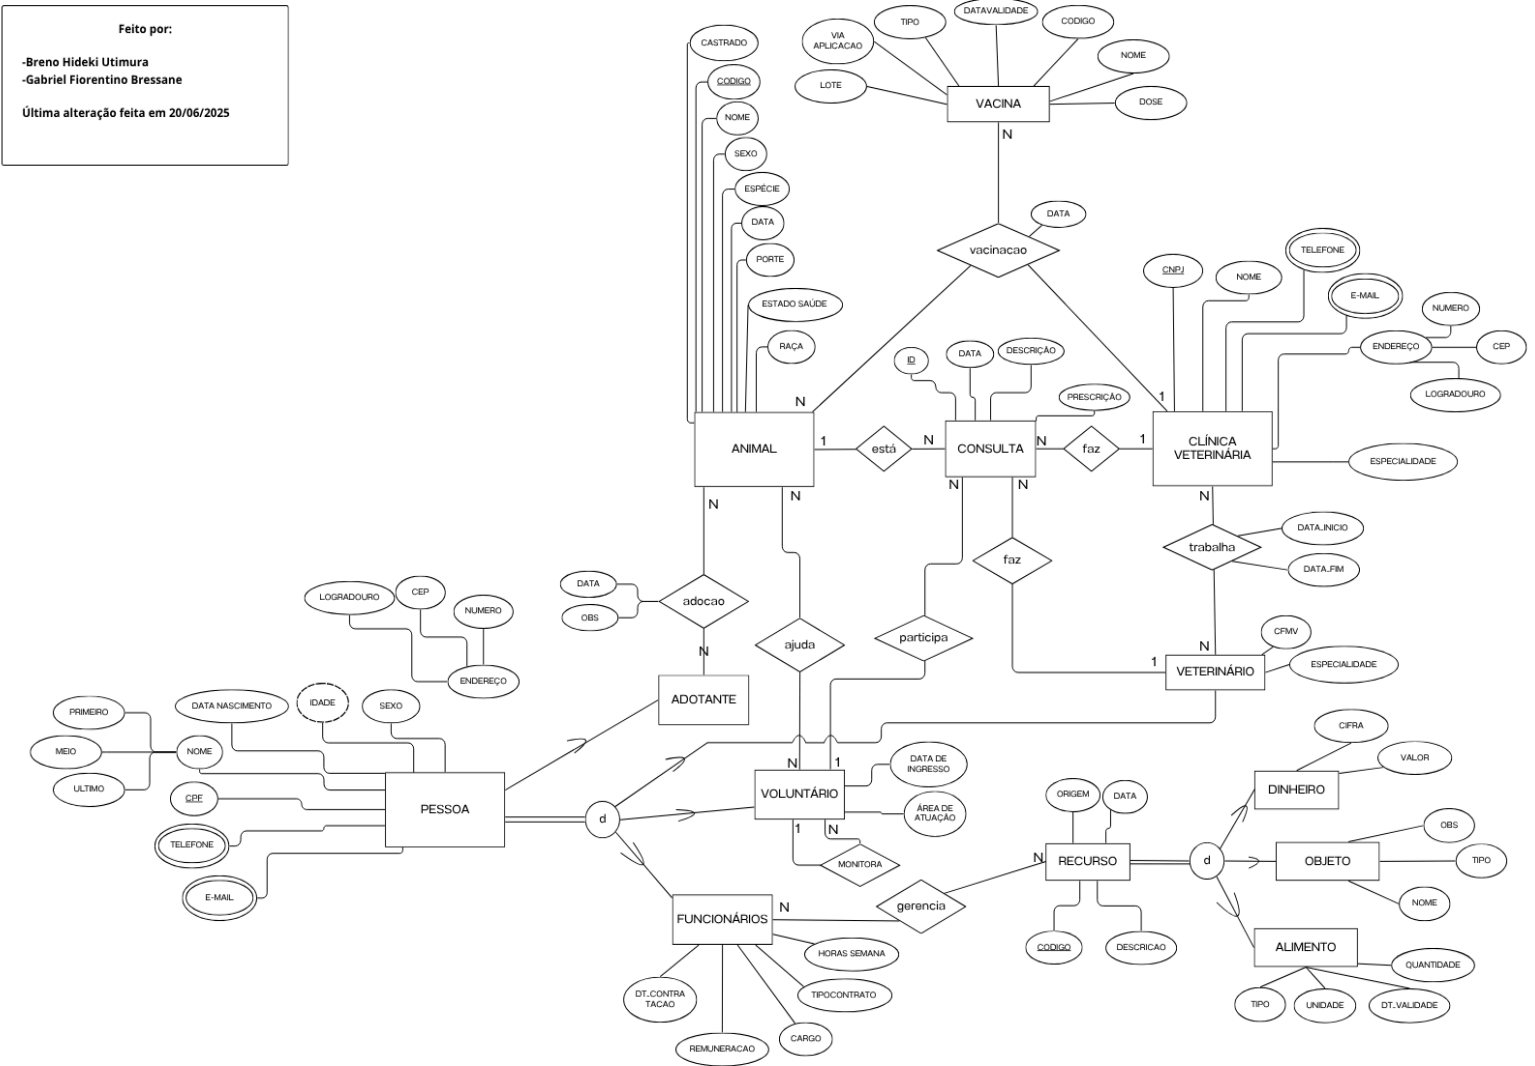 Feito por:
-Breno Hideki Utimura
-Gabriel Fiorentino Bressane
Última alteração feita em 20/06/2025
CASTRADO
CODIGO
NOME
SEXO
ESPÉCIE
DATA
PORTE
ESTADO SAÚDE
RAÇA
VIA
APLICACAO
TIPO
DATAVALIDADE
CODIGO
NOME
LOTE
DOSE
VACINA
N
DATA
vacinacao
CNPJ
NOME
TELEFONE
E-MAIL
NUMERO
ENDEREÇO
CEP
LOGRADOURO
ID
DATA
DESCRIÇÃO
PRESCRIÇÃO
N
1
ANIMAL
1
está
N
CONSULTA
N
faz
1
CLÍNICA
VETERINÁRIA
ESPECIALIDADE
N
N
N
N
N
DATA_INICIO
trabalha
DATA_FIM
faz
DATA
OBS
adocao
N
ajuda
participa
N
CFMV
1
VETERINÁRIO
ESPECIALIDADE
LOGRADOURO
CEP
NUMERO
ENDEREÇO
ADOTANTE
PRIMEIRO
MEIO
ULTIMO
NOME
DATA NASCIMENTO
IDADE
SEXO
CPF
TELEFONE
E-MAIL
PESSOA
d
N
1
VOLUNTÁRIO
DATA DE
INGRESSO
ÁREA DE
ATUAÇÃO
1
N
MONITORA
FUNCIONÁRIOS
N
gerencia
N
HORAS SEMANA
TIPOCONTRATO
CARGO
REMUNERACAO
DT_CONTRA
TACAO
ORIGEM
DATA
RECURSO
CODIGO
DESCRICAO
d
CIFRA
VALOR
DINHEIRO
OBS
OBJETO
TIPO
NOME
ALIMENTO
QUANTIDADE
TIPO
UNIDADE
DT_VALIDADE